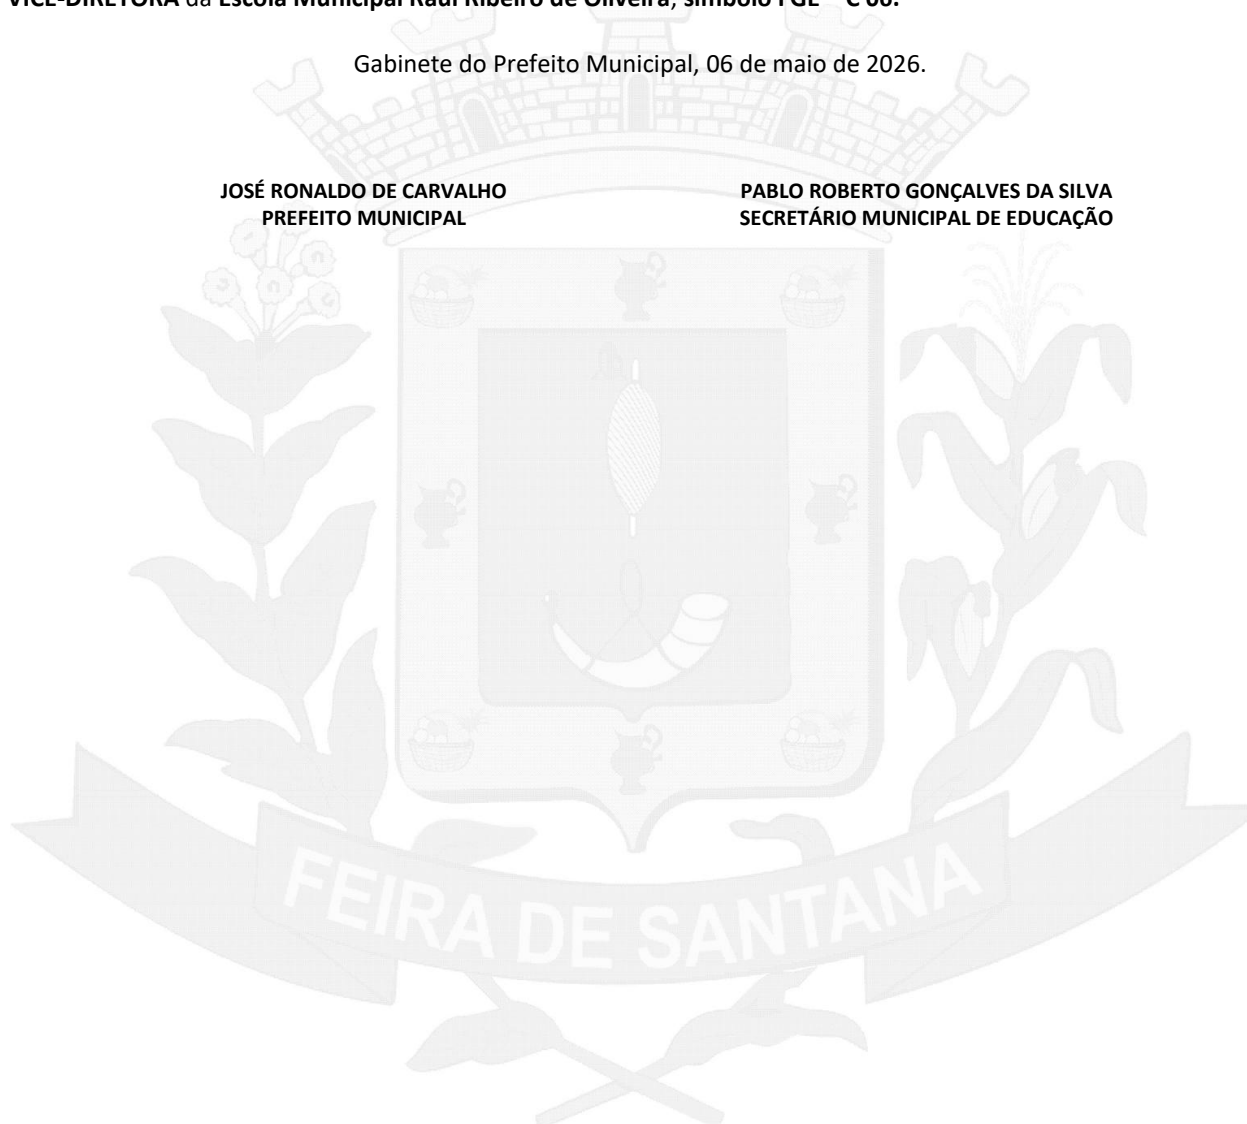 VICE-DIRETORA da Escola Municipal Raul Ribeiro de Oliveira, símbolo FGE – C 06.
Gabinete do Prefeito Municipal, 06 de maio de 2026.
JOSÉ RONALDO DE CARVALHO
PREFEITO MUNICIPAL
PABLO ROBERTO GONÇALVES DA SILVA
SECRETÁRIO MUNICIPAL DE EDUCAÇÃO
FEIRA DE SANTANA